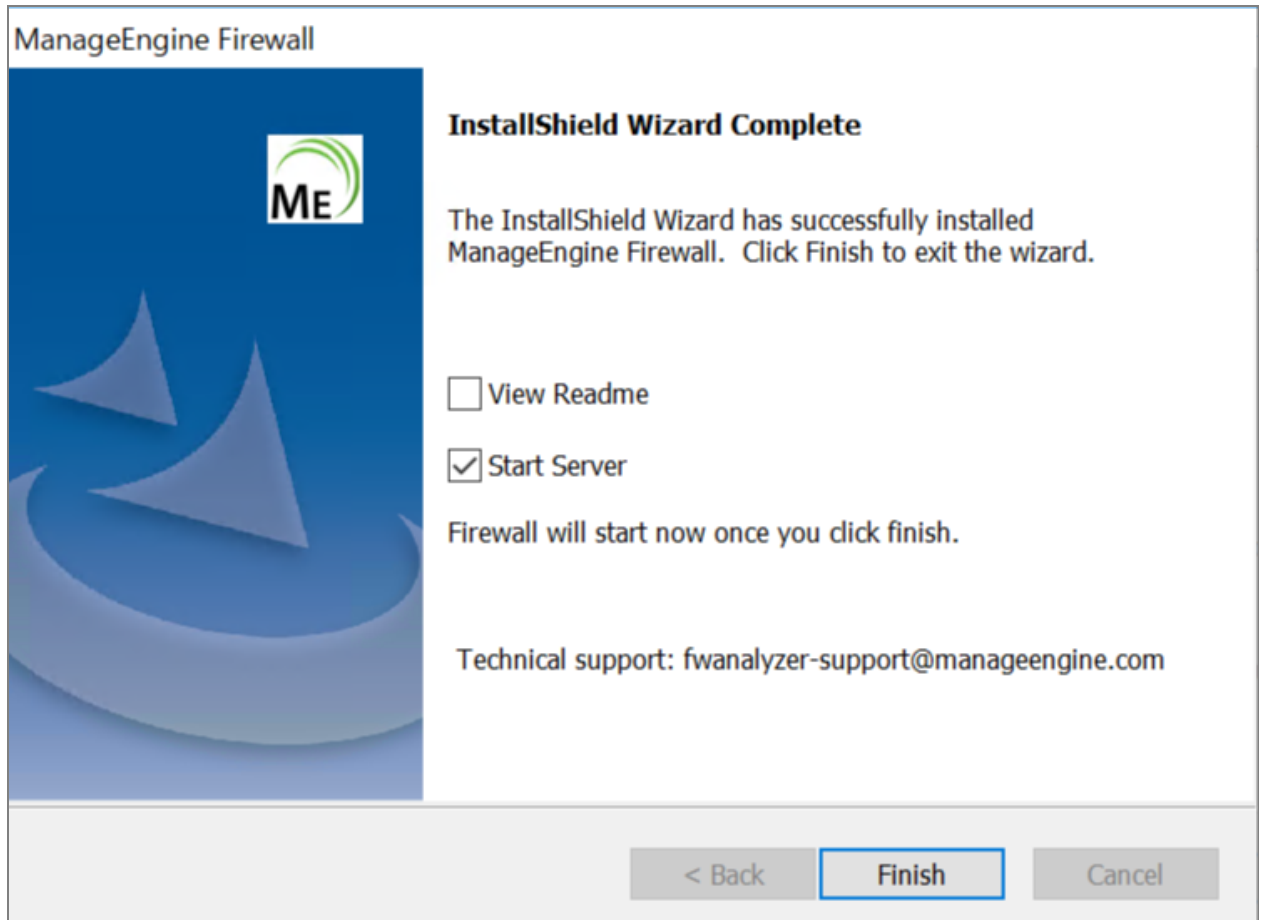 ManageEngine Firewall
ME
InstallShield Wizard Complete
The InstallShield Wizard has successfully installed
ManageEngine Firewall.  Click Finish to exit the wizard.
View Readme
Start Server
Firewall will start now once you click finish.
Technical support: fwanalyzer-support@manageengine.com
< Back
Finish
Cancel